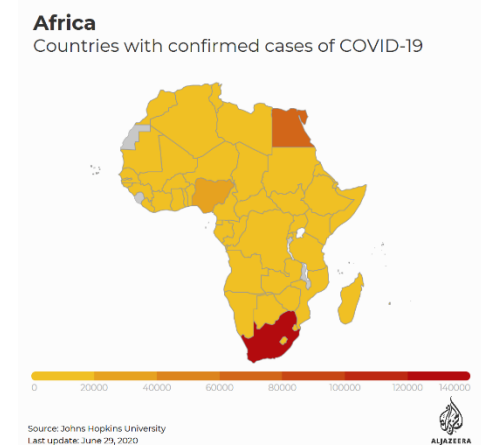 Africa
Countries with confirmed cases of COVID-19
0 20000 40000 60000 80000 100000 120000 140000
Source: Johns Hopkins University
Last update: June 29, 2020
ALJAZEERA